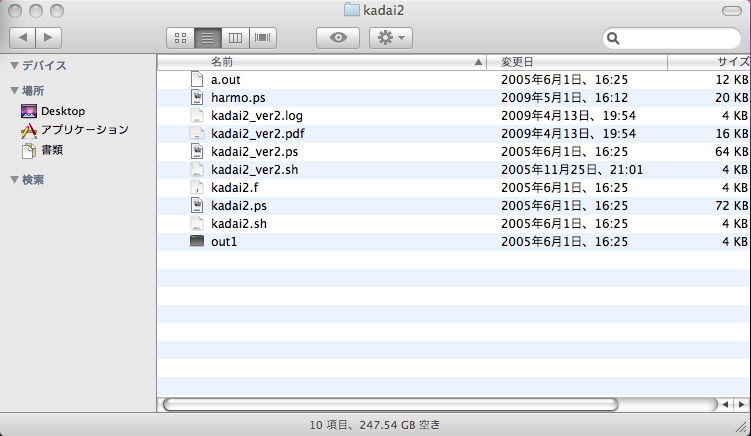 kadai2
名前 変更日 サイズ
デバイス
場所
Desktop
アプリケーション
書類
検索
a.out 2005年6月1日、16:25 12 KB
harmo.ps 2009年5月1日、16:12 20 KB
kadai2_ver2.log 2009年4月13日、19:54 4 KB
kadai2_ver2.pdf 2009年4月13日、19:54 16 KB
kadai2_ver2.ps 2005年6月1日、16:25 64 KB
kadai2_ver2.sh 2005年11月25日、21:01 4 KB
kadai2.f 2005年6月1日、16:25 4 KB
kadai2.ps 2005年6月1日、16:25 72 KB
kadai2.sh 2005年6月1日、16:25 4 KB
out1 2005年6月1日、16:25 4 KB
10 項目、247.54 GB 空き